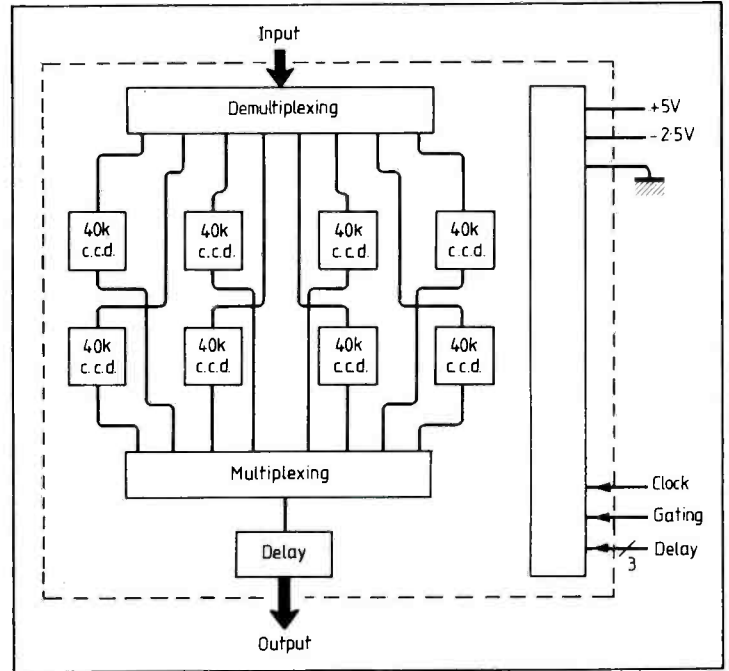 Input
Demultiplexing
+5V
-2·5V
40k
c.c.d.
40k
c.c.d.
40k
c.c.d.
40k
c.c.d.
40k
c.c.d.
40k
c.c.d.
40k
c.c.d.
40k
c.c.d.
Multiplexing
Clock
Gating
Delay
3
Delay
Output